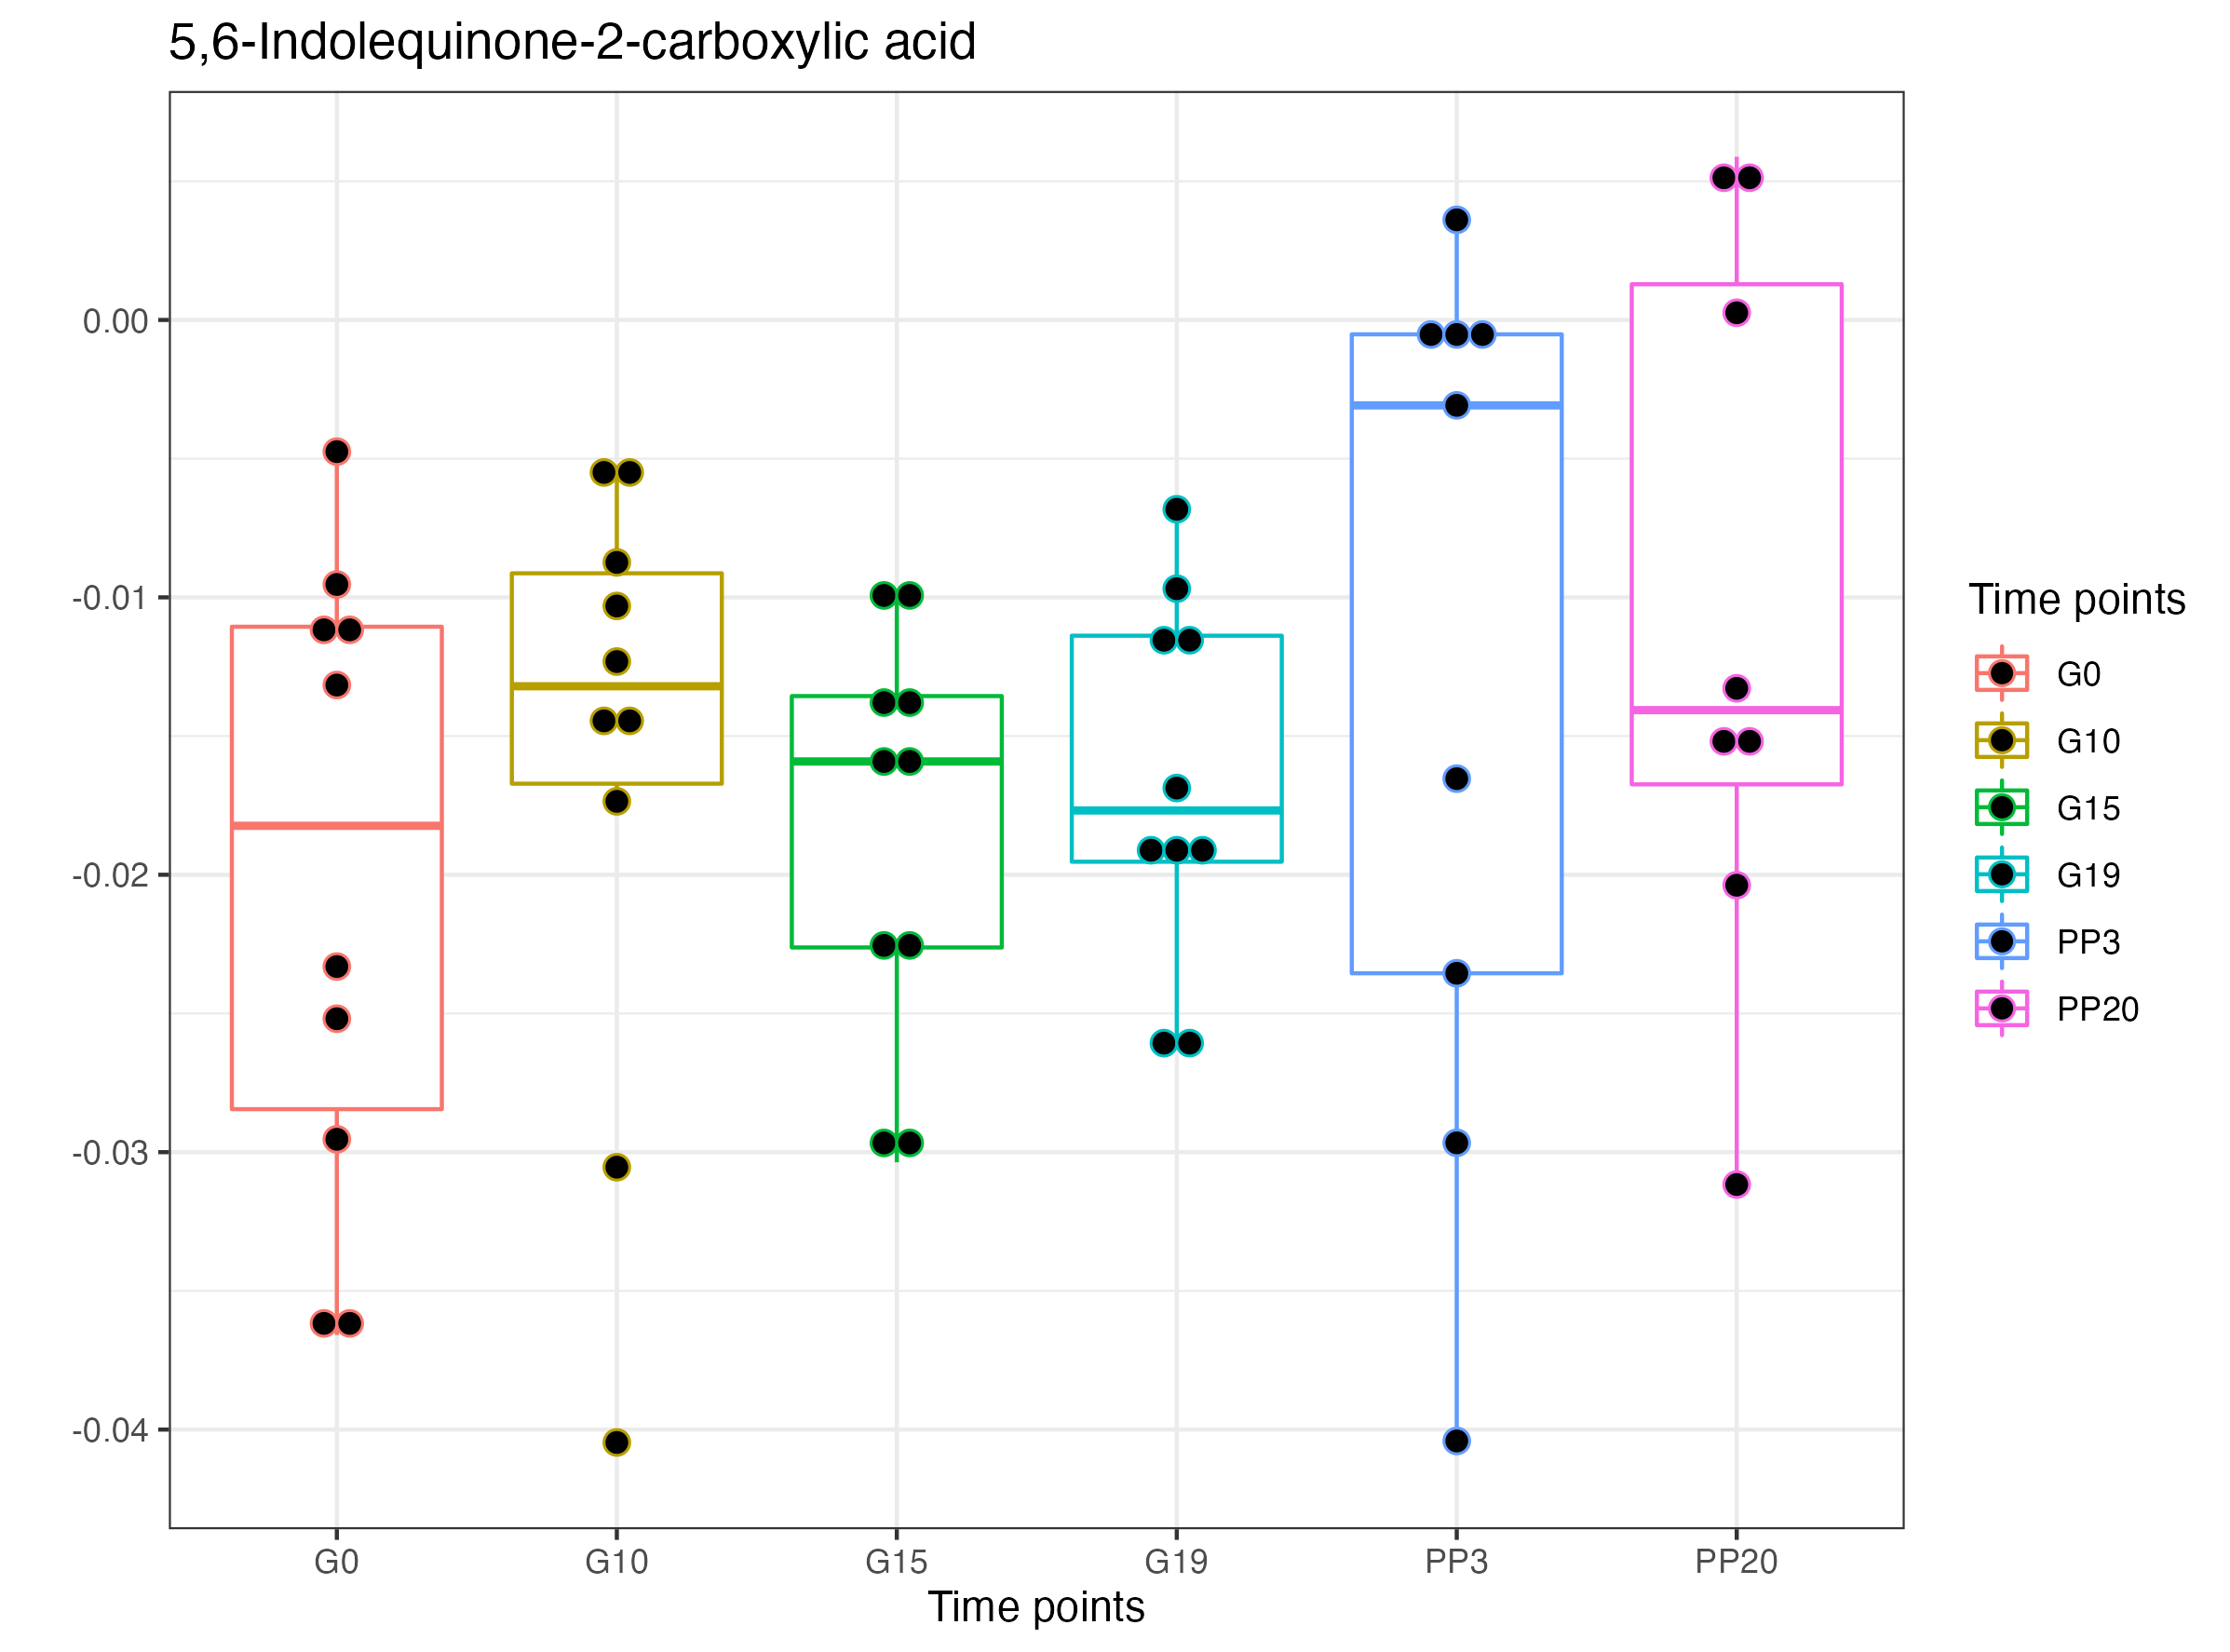 5,6-Indolequinone-2-carboxylic acid
0.00
-0.01
-0.02
-0.03
-0.04
G0 G10 G15 G19 PP3 PP20
Time points
Time points
G0
G10
G15
G19
PP3
PP20